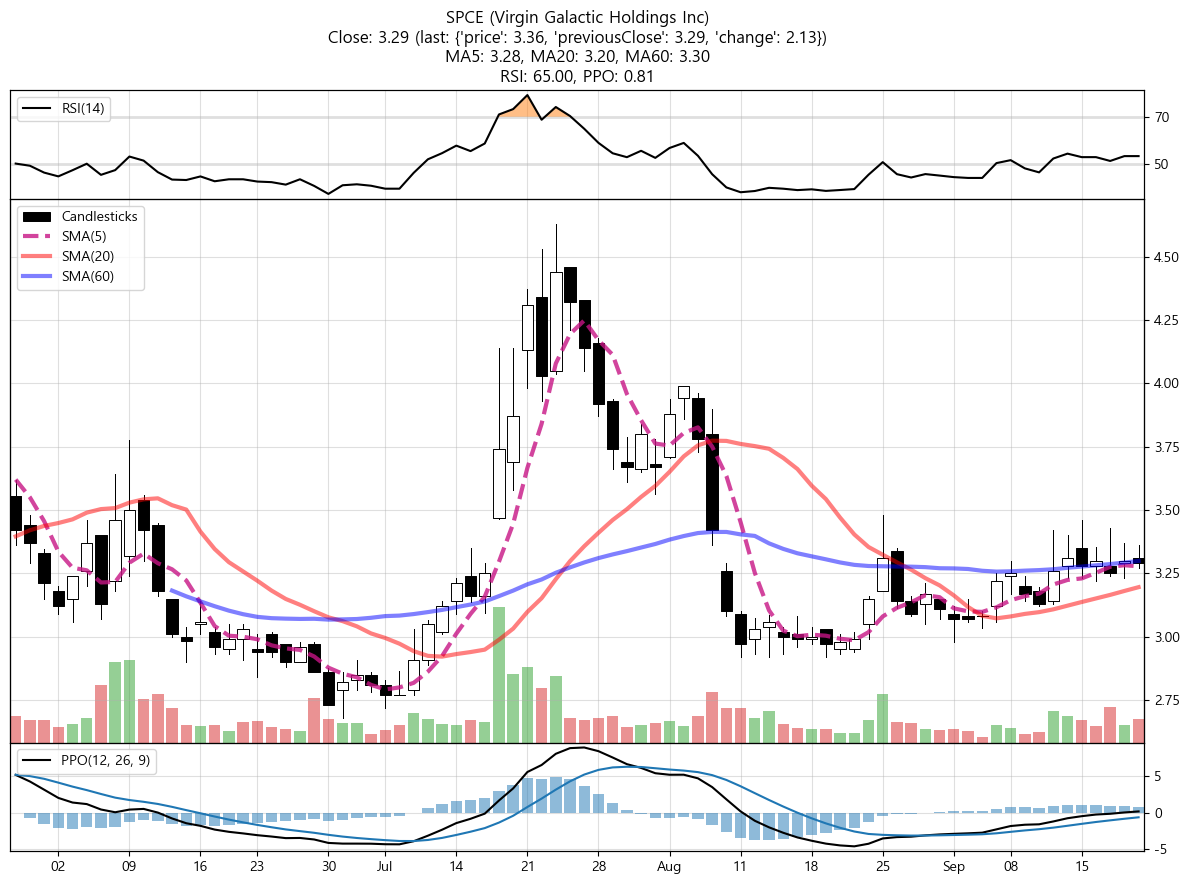 SPCE (Virgin Galactic Holdings Inc)
Close: 3.29 (last: {'price': 3.36, 'previousClose': 3.29, 'change': 2.13})
MA5: 3.28, MA20: 3.20, MA60: 3.30
RSI: 65.00, PPO: 0.81
RSI(14)
70
50
Candlesticks
SMA(5)
SMA(20)
SMA(60)
4.50
4.25
4.00
3.75
3.50
3.25
3.00
2.75
PPO(12, 26, 9)
5
0
-5
02 09 16 23 30 Jul 14 21 28 Aug 11 18 25 Sep 08 15